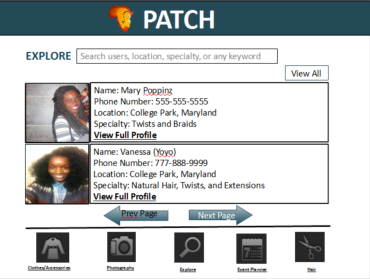 PATCH
EXPLORE
Search users, location, specialty, or any keyword
View All
Name: Mary Poppinz
Phone Number: 555-555-5555
Location: College Park, Maryland
Specialty: Twists and Braids
View Full Profile
Name: Vanessa (Yoyo)
Phone Number: 777-888-9999
Location: College Park, Maryland
Specialty: Natural Hair, Twists, and Extensions
View Full Profile
Prev Page Next Page
7
Clothes/Accessories Photography Explore Event Planner Hair